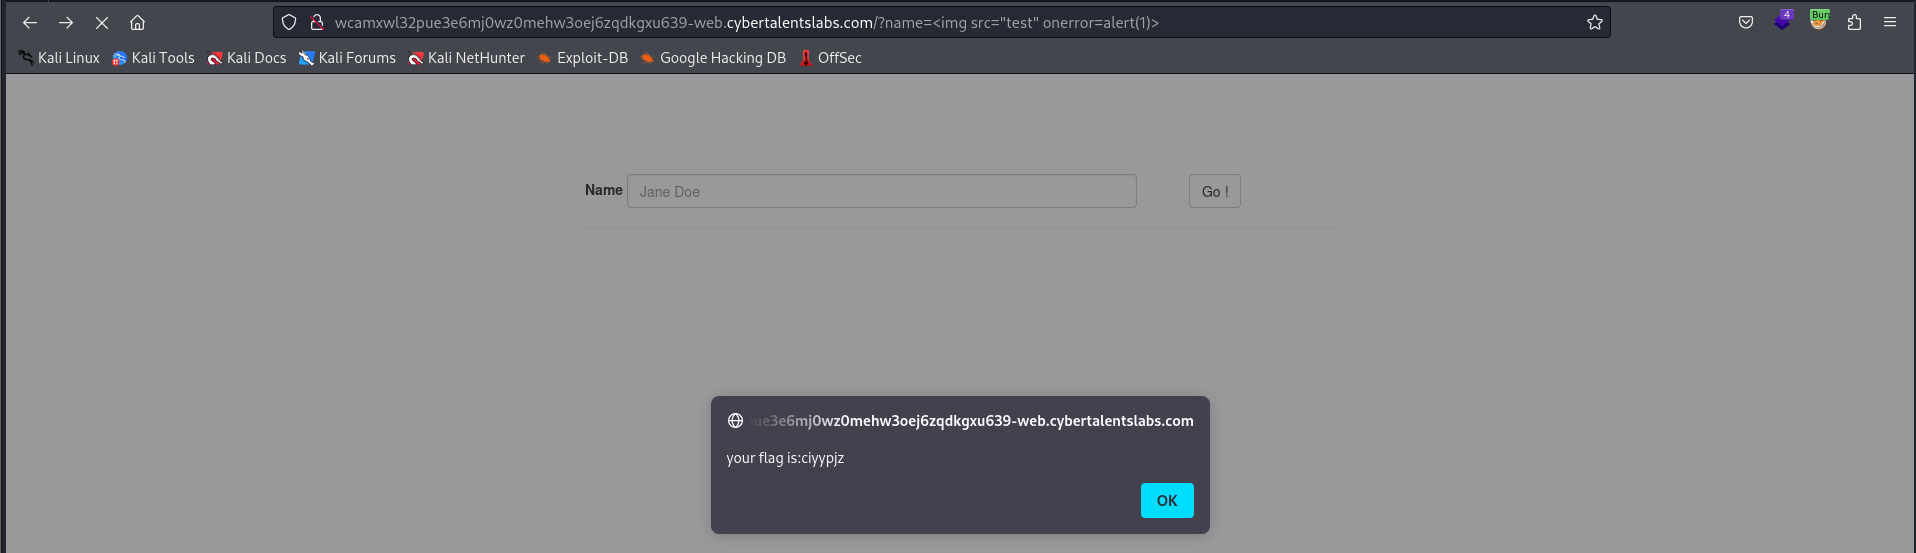 wcamxwl32pue3e6mj0wz0mehw3oej6zqdkgxu639-web.cybertalentslabs.com/?name=<img src="test" onerror=alert(1)>
4
Bur
Kali Linux Kali Tools Kali Docs Kali Forums Kali NetHunter Exploit-DB Google Hacking DB OffSec
Name Jane Doe Go !
ue3e6mj0wz0mehw3oej6zqdkgxu639-web.cybertalentslabs.com
your flag is:ciyypjz
OK